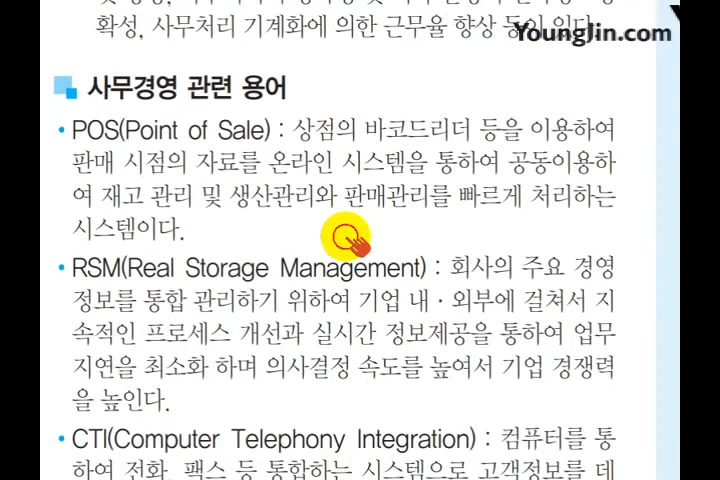 확성, 사무처리 기계화에 의한 근무율 향상 등이 있다.
YoungJin.com
사무경영 관련 용어
• POS(Point of Sale) : 상점의 바코드리더 등을 이용하여
판매 시점의 자료를 온라인 시스템을 통하여 공동이용하
여 재고 관리 및 생산관리와 판매관리를 빠르게 처리하는
시스템이다.
• RSM(Real Storage Management) : 회사의 주요 경영
정보를 통합 관리하기 위하여 기업 내·외부에 걸쳐서 지
속적인 프로세스 개선과 실시간 정보제공을 통하여 업무
지연을 최소화 하며 의사결정 속도를 높여서 기업 경쟁력
을 높인다.
• CTI(Computer Telephony Integration) : 컴퓨터를 통
하여 전화, 팩스 등 통합하는 시스템으로 고객정보를 데